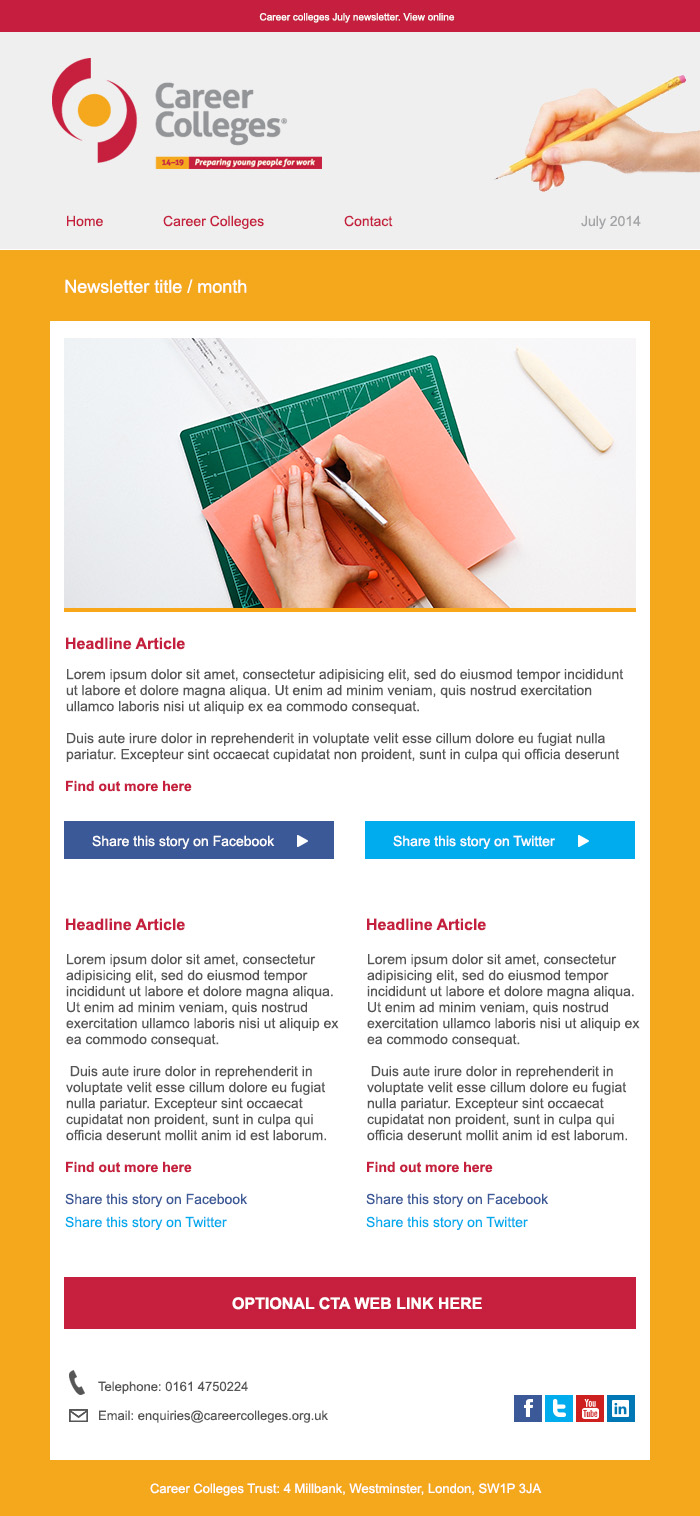 Career colleges July newsletter. View online
Career
Colleges®
14–19 Preparing young people for work
Home Career Colleges Contact July 2014
Newsletter title / month
Headline Article
Lorem ipsum dolor sit amet, consectetur adipisicing elit, sed do eiusmod tempor incididunt
ut labore et dolore magna aliqua. Ut enim ad minim veniam, quis nostrud exercitation
ullamco laboris nisi ut aliquip ex ea commodo consequat.
Duis aute irure dolor in reprehenderit in voluptate velit esse cillum dolore eu fugiat nulla
pariatur. Excepteur sint occaecat cupidatat non proident, sunt in culpa qui officia deserunt
Find out more here
Share this story on Facebook
Share this story on Twitter
Headline Article
Lorem ipsum dolor sit amet, consectetur
adipisicing elit, sed do eiusmod tempor
incididunt ut labore et dolore magna aliqua.
Ut enim ad minim veniam, quis nostrud
exercitation ullamco laboris nisi ut aliquip ex
ea commodo consequat.
Duis aute irure dolor in reprehenderit in
voluptate velit esse cillum dolore eu fugiat
nulla pariatur. Excepteur sint occaecat
cupidatat non proident, sunt in culpa qui
officia deserunt mollit anim id est laborum.
Find out more here
Share this story on Facebook
Share this story on Twitter
Headline Article
Lorem ipsum dolor sit amet, consectetur
adipisicing elit, sed do eiusmod tempor
incididunt ut labore et dolore magna aliqua.
Ut enim ad minim veniam, quis nostrud
exercitation ullamco laboris nisi ut aliquip ex
ea commodo consequat.
Duis aute irure dolor in reprehenderit in
voluptate velit esse cillum dolore eu fugiat
nulla pariatur. Excepteur sint occaecat
cupidatat non proident, sunt in culpa qui
officia deserunt mollit anim id est laborum.
Find out more here
Share this story on Facebook
Share this story on Twitter
OPTIONAL CTA WEB LINK HERE
Telephone: 0161 4750224
Email: enquiries@careercolleges.org.uk
f t You Tube in
Career Colleges Trust: 4 Millbank, Westminster, London, SW1P 3JA